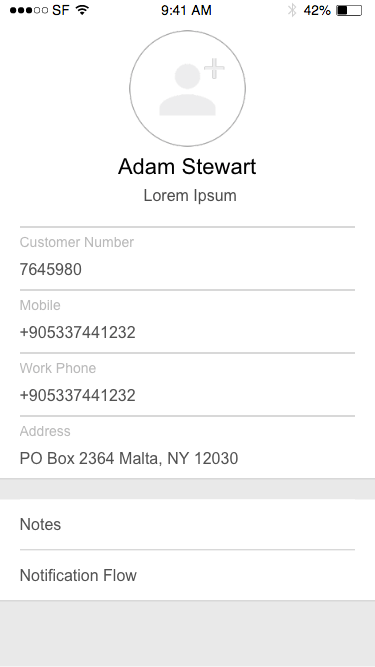 SF 9:41 AM 42%
Adam Stewart
Lorem Ipsum
Customer Number
7645980
Mobile
+905337441232
Work Phone
+905337441232
Address
PO Box 2364 Malta, NY 12030
Notes
Notification Flow